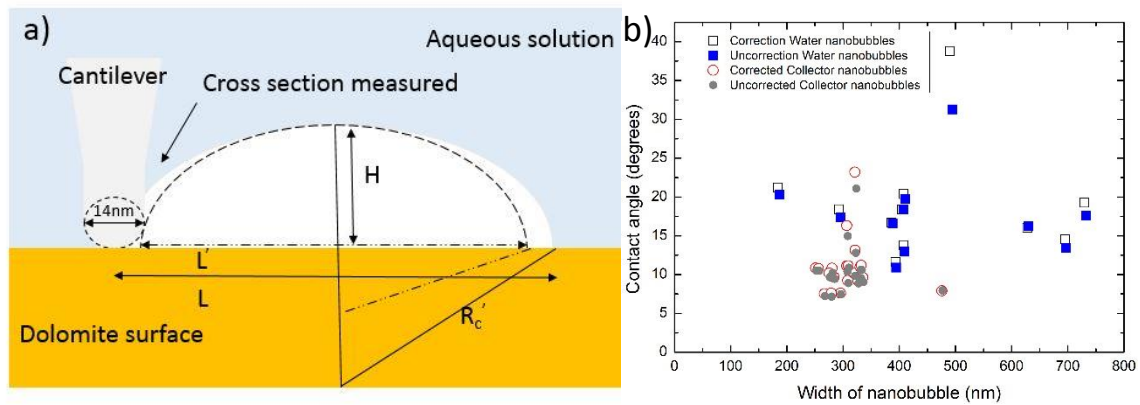 a)
Aqueous solution
Cantilever
Cross section measured
H
14nm
L'
L
Rc'
Dolomite surface
b)
Correction Water nanobubbles
Uncorrection Water nanobubbles
Corrected Collector nanobubbles
Uncorrected Collector nanobubbles
Contact angle (degrees)
40
35
30
25
20
15
10
5
0
0 100 200 300 400 500 600 700 800
Width of nanobubble (nm)